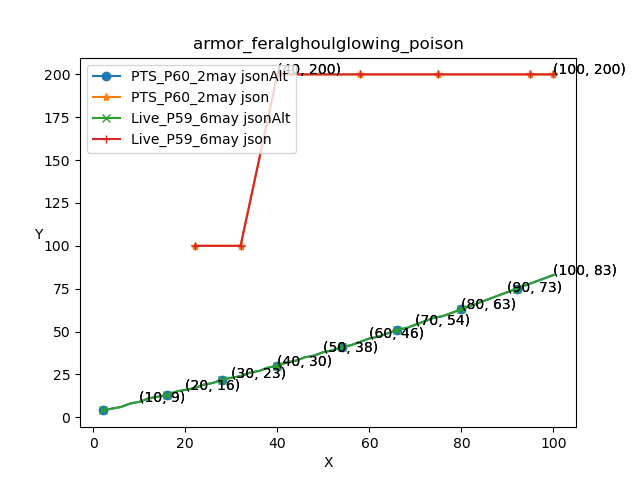 armor_feralghoulglowing_poison
PTS_P60_2may jsonAlt
PTS_P60_2may json
Live_P59_6may jsonAlt
Live_P59_6may json
(40, 200)
(100, 200)
(100, 83)
(90, 73)
(80, 63)
(70, 54)
(60, 46)
(50, 38)
(40, 30)
(30, 23)
(20, 16)
(10, 9)
200
175
150
125
100
75
50
25
0
Y
0 20 40 60 80 100
X